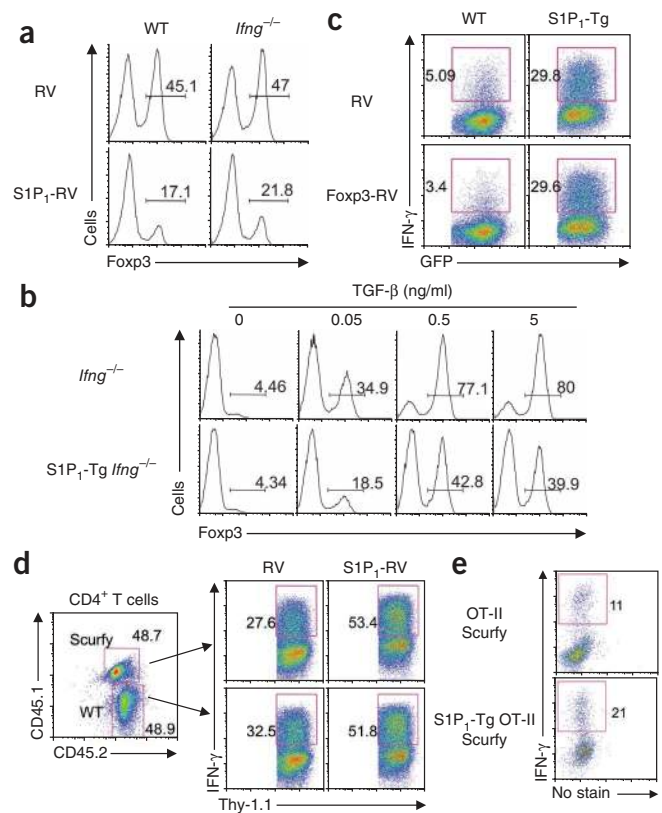 a
WT Ifng⁻/⁻
RV
45.1 47
S1P₁-RV
17.1 21.8
Cells
Foxp3
b
TGF-β (ng/ml)
0 0.05 0.5 5
Ifng⁻/⁻
4.46 34.9 77.1 80
S1P₁-Tg Ifng⁻/⁻
4.34 18.5 42.8 39.9
Cells
Foxp3
c
WT S1P₁-Tg
RV
5.09 29.8
Foxp3-RV
3.4 29.6
IFN-γ
GFP
d
CD4⁺ T cells
Scurfy 48.7
WT
48.9
CD45.1
CD45.2
RV S1P₁-RV
27.6 53.4
32.5 51.8
IFN-γ
Thy-1.1
e
OT-II
Scurfy
11
S1P₁-Tg OT-II
Scurfy
21
IFN-γ
No stain